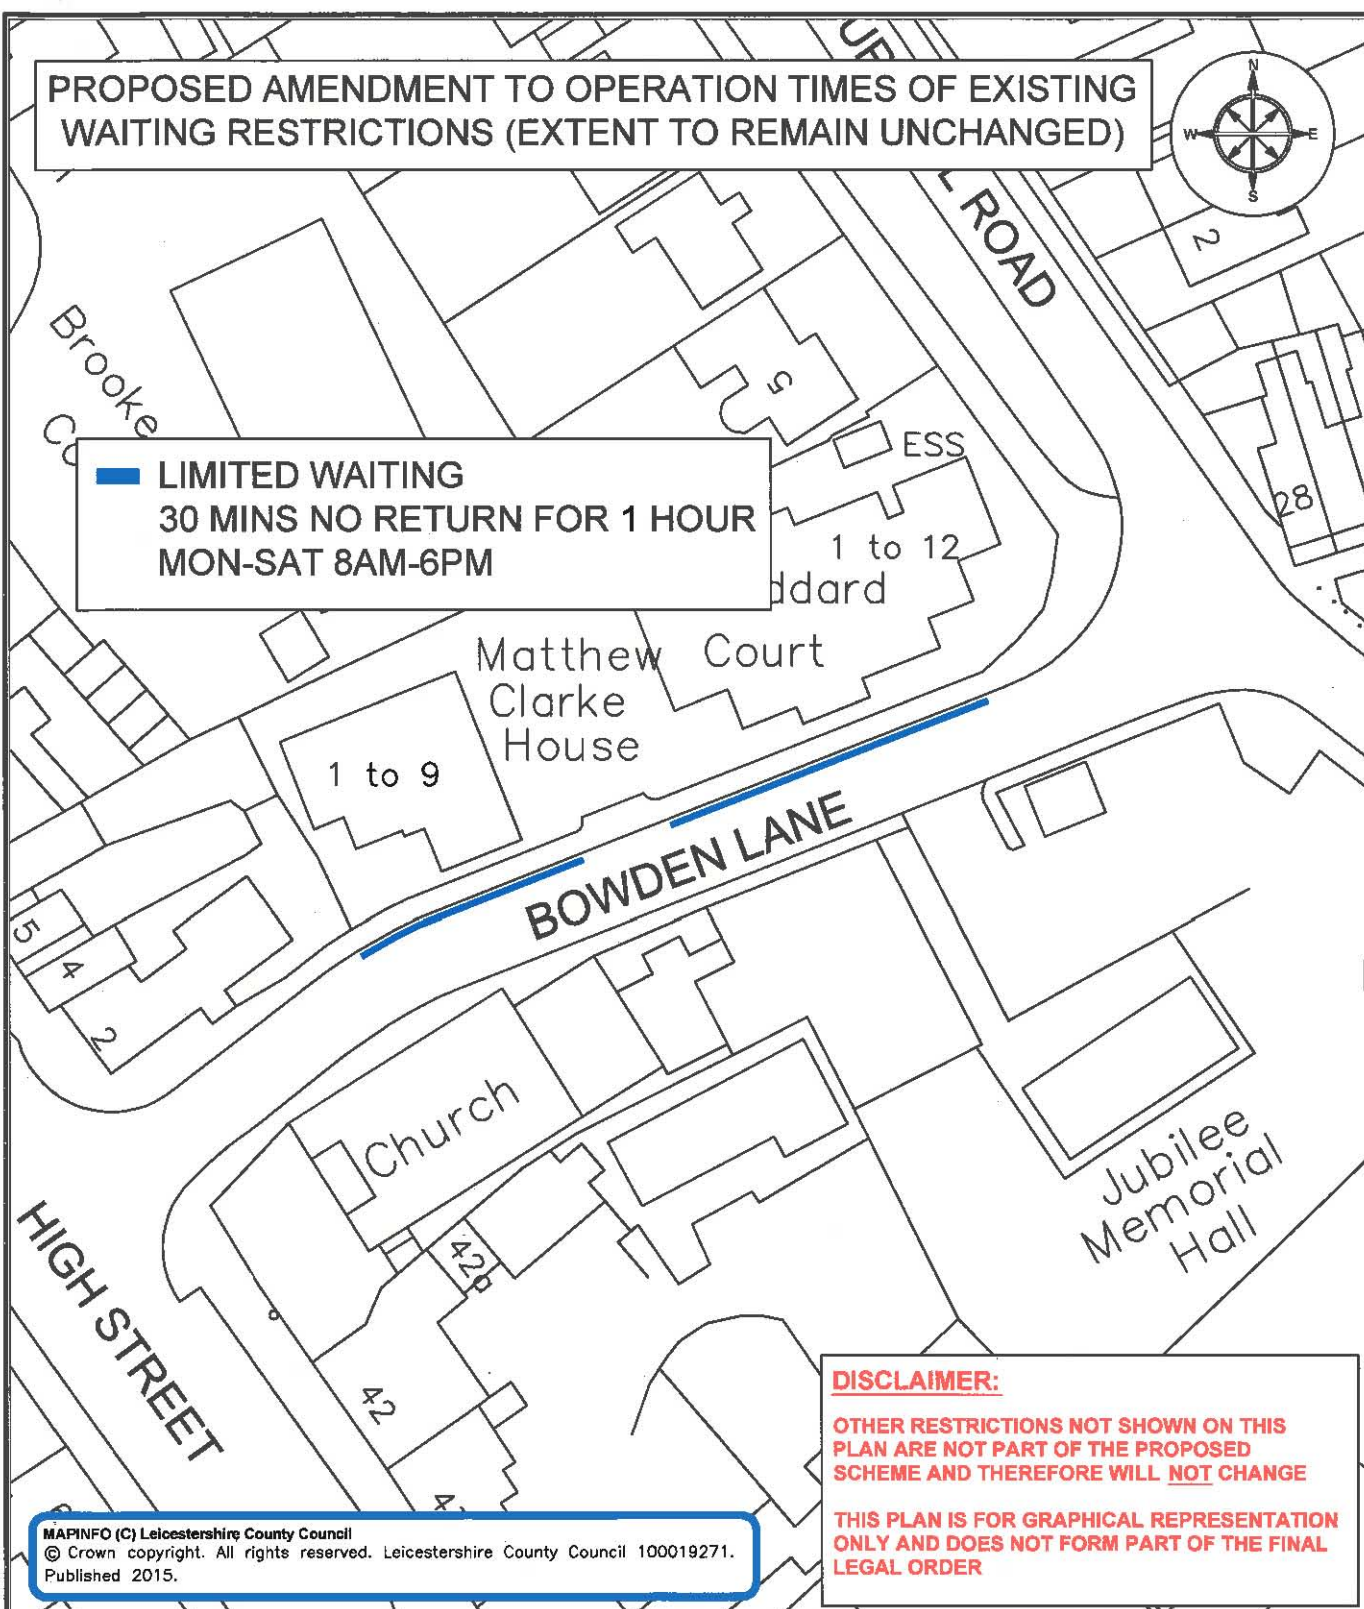 PROPOSED AMENDMENT TO OPERATION TIMES OF EXISTING
WAITING RESTRICTIONS (EXTENT TO REMAIN UNCHANGED)
N
W
E
S
ROAD
2
Brooke
5
ESS
28
LIMITED WAITING
30 MINS NO RETURN FOR 1 HOUR
MON-SAT 8AM-6PM
1 to 12
ddard
Court
Matthew
Clarke
House
1 to 9
BOWDEN LANE
5
4
2
Church
Jubilee
Memorial
Hall
HIGH STREET
42a
42
DISCLAIMER:
OTHER RESTRICTIONS NOT SHOWN ON THIS
PLAN ARE NOT PART OF THE PROPOSED
SCHEME AND THEREFORE WILL NOT CHANGE
THIS PLAN IS FOR GRAPHICAL REPRESENTATION
ONLY AND DOES NOT FORM PART OF THE FINAL
LEGAL ORDER
MAPINFO (C) Leicestershire County Council
© Crown copyright. All rights reserved. Leicestershire County Council 100019271.
Published 2015.